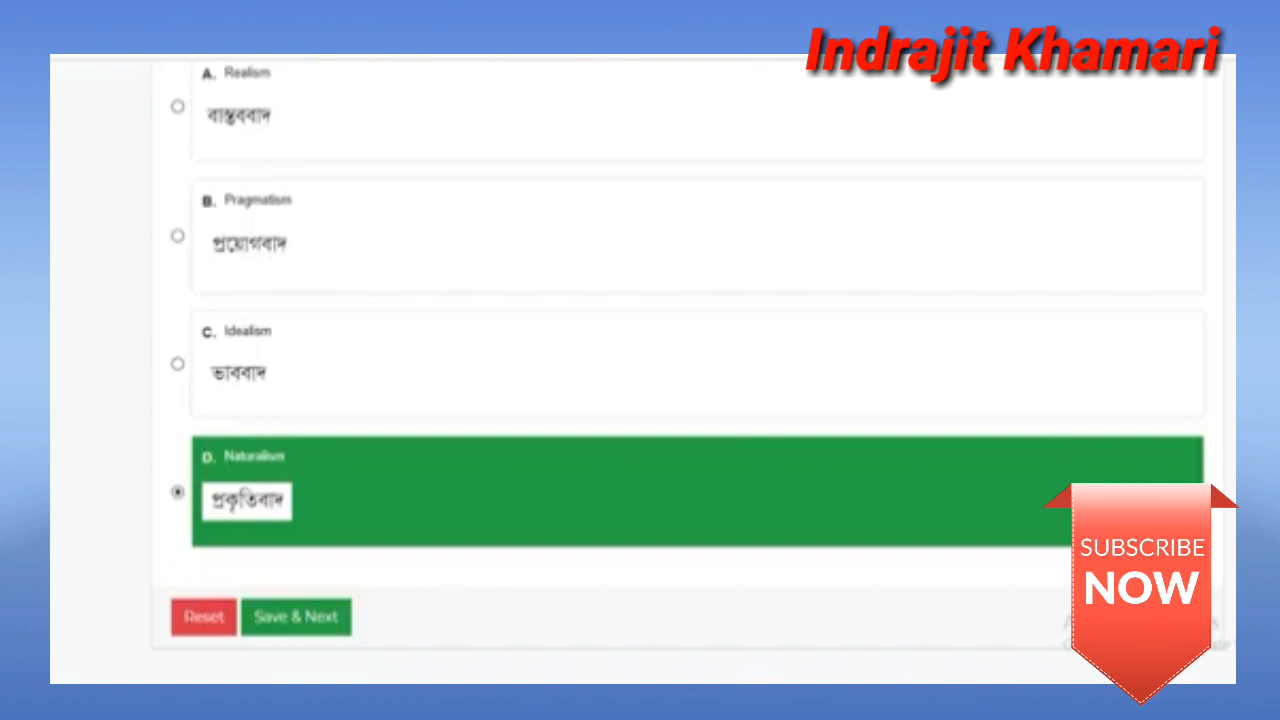 Indrajit Khamari
A. Realism
বাস্তববাদ
B. Pragmatism
প্রয়োগবাদ
C. Idealism
ভাববাদ
D. Naturalism
প্রকৃতিবাদ
SUBSCRIBE
NOW
Reset
Save & Next